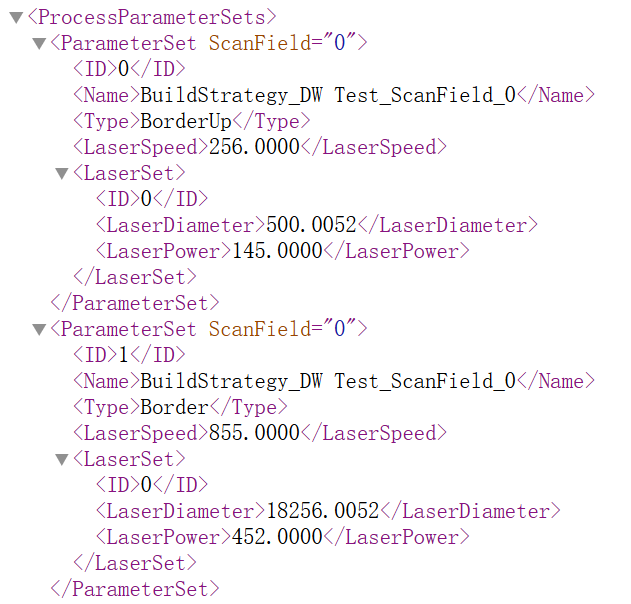 <ProcessParameterSets>
<ParameterSet ScanField="0">
<ID>0</ID>
<Name>BuildStrategy_DW Test_ScanField_0</Name>
<Type>BorderUp</Type>
<LaserSpeed>256.0000</LaserSpeed>
<LaserSet>
<ID>0</ID>
<LaserDiameter>500.0052</LaserDiameter>
<LaserPower>145.0000</LaserPower>
</LaserSet>
</ParameterSet>
<ParameterSet ScanField="0">
<ID>1</ID>
<Name>BuildStrategy_DW Test_ScanField_0</Name>
<Type>Border</Type>
<LaserSpeed>855.0000</LaserSpeed>
<LaserSet>
<ID>0</ID>
<LaserDiameter>18256.0052</LaserDiameter>
<LaserPower>452.0000</LaserPower>
</LaserSet>
</ParameterSet>